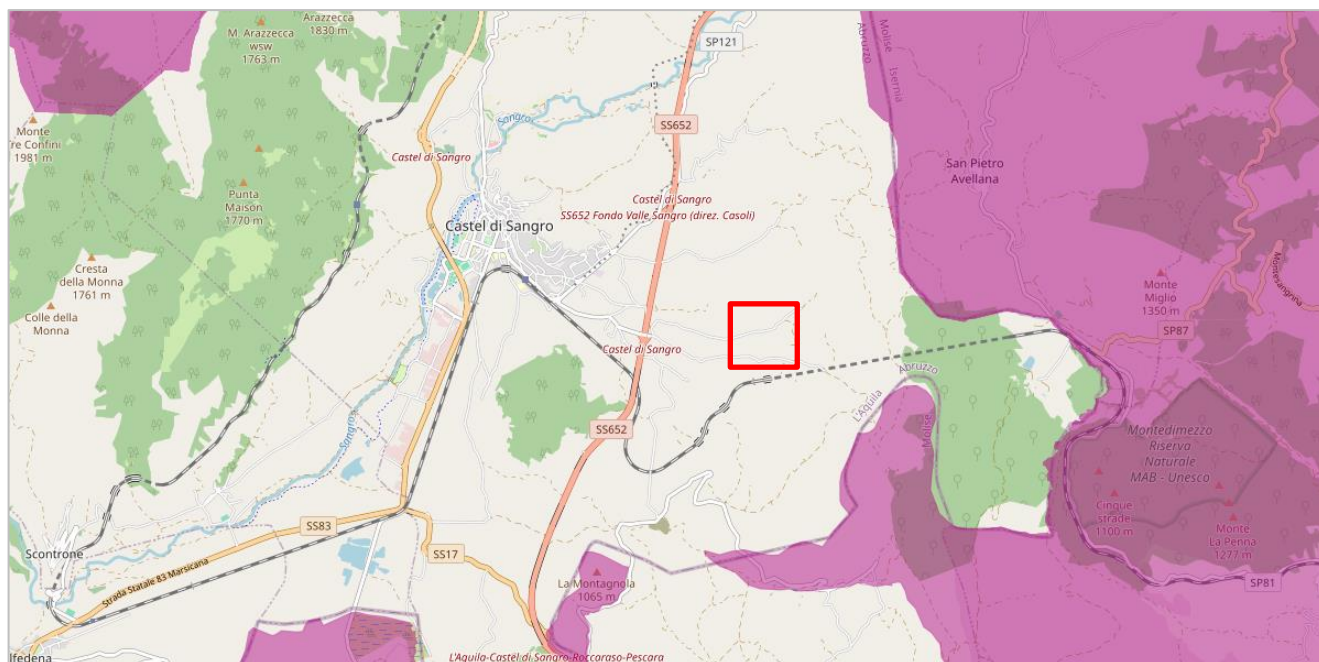 Arazzecca
1830 m
M. Arazzecca
wsw
1763 m
Monte
Tre Confini
1981 m
Punta
Maison
1770 m
Cresta
della Monna
1761 m
Colle della
Monna
Castel di Sangro
Sangro
SP121
SS652
Castel di Sangro
SS652 Fondo Valle Sangro (direz. Casoli)
Castel di Sangro
Castel di Sangro
SS652
Sangro
Molise
Abruzzo
Isernia
San Pietro
Avellana
Monte
Miglio
1350 m
Montesangrina
SP87
Abruzzo
L'Aquila
Molise
Montedimezzo
Riserva
Naturale
MAB - Unesco
Cinque
strade
1100 m
Monte
La Penna
1277 m
SP81
Scontrone
SS83
Strada Statale 83 Marsicana
SS17
La Montagnola
1065 m
lfedena
L'Aquila-Castel di Sangro-Roccaraso-Pescara